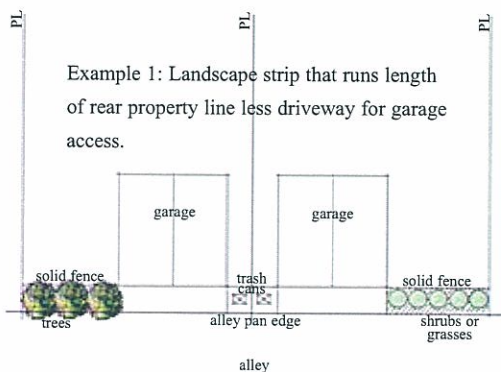 PL
PL
PL
Example 1: Landscape strip that runs length
of rear property line less driveway for garage
access.
garage
garage
solid fence
trash
cans
solid fence
trees
alley pan edge
shrubs or
grasses
alley